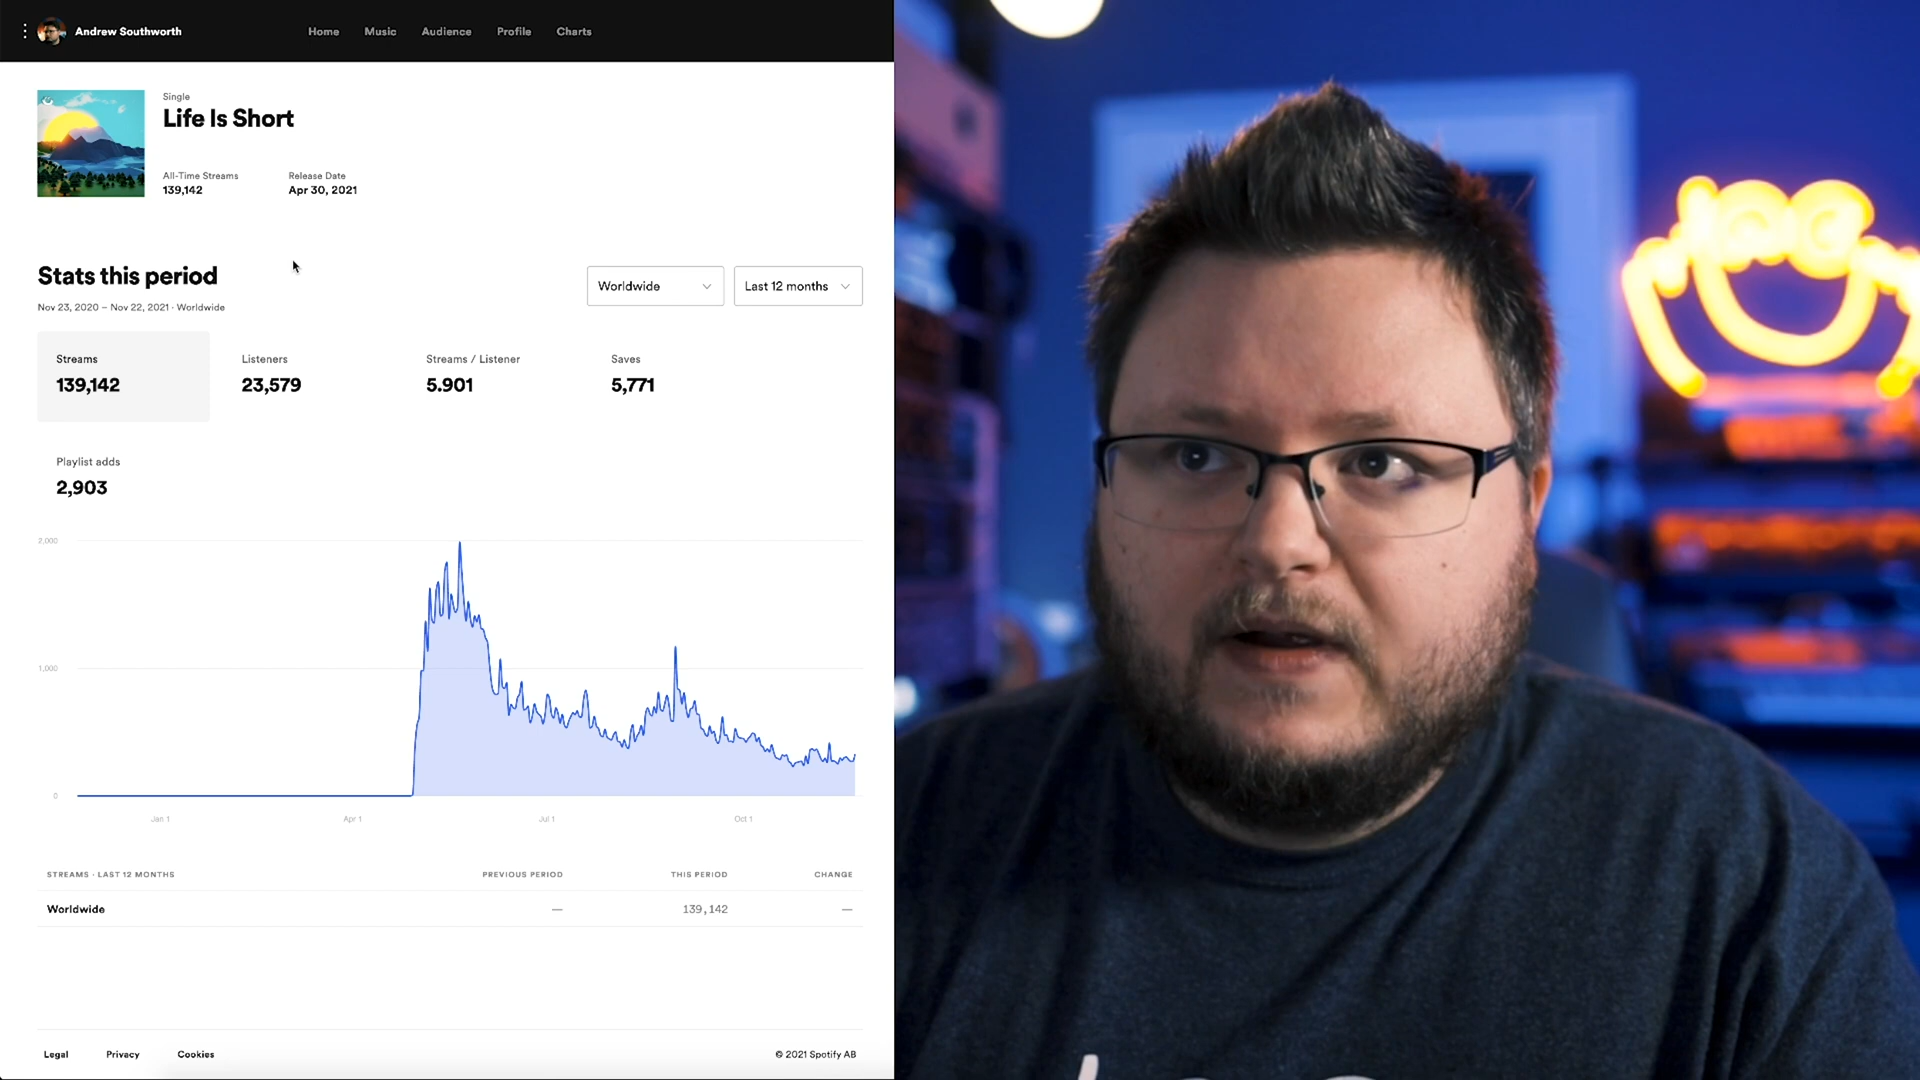 Andrew Southworth
Home Music Audience Profile Charts
Single
Life Is Short
All-Time Streams Release Date
139,142 Apr 30, 2021
Stats this period
Worldwide Last 12 months
Nov 23, 2020 – Nov 22, 2021 · Worldwide
Streams Listeners Streams / Listener Saves
139,142 23,579 5.901 5,771
Playlist adds
2,903
2,000
1,000
0
Jan 1 Apr 1 Jul 1 Oct 1
STREAMS · LAST 12 MONTHS PREVIOUS PERIOD THIS PERIOD CHANGE
Worldwide — 139,142 —
Legal Privacy Cookies © 2021 Spotify AB